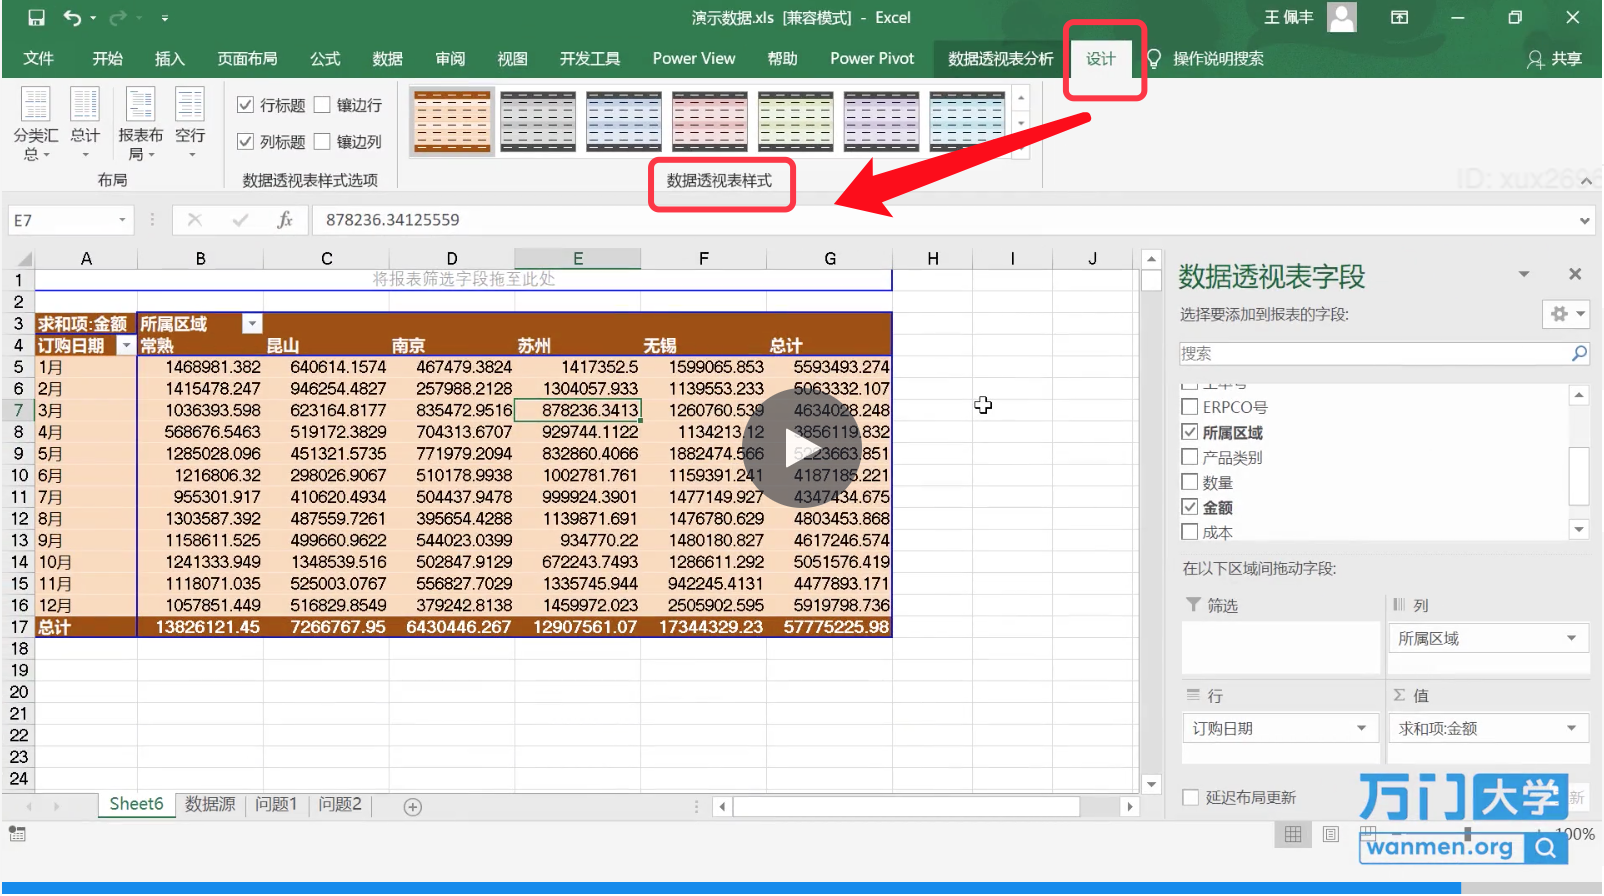 演示数据.xls [兼容模式] - Excel
王 佩丰
文件 开始 插入 页面布局 公式 数据 审阅 视图 开发工具 Power View 帮助 Power Pivot 数据透视表分析 设计 操作说明搜索 共享
分类汇总 总计 报表布局 空行
行标题 镶边行
列标题 镶边列
布局 数据透视表样式选项 数据透视表样式
E7 fx 878236.34125559
A B C D E F G H I J
1 将报表筛选字段拖至此处
2
3 求和项:金额 所属区域
4 订购日期 常熟 昆山 南京 苏州 无锡 总计
5 1月 1468981.382 640614.1574 467479.3824 1417352.5 1599065.853 5593493.274
6 2月 1415478.247 946254.4827 257988.2128 1304057.933 1139553.233 5063332.107
7 3月 1036393.598 623164.8177 835472.9516 878236.3413 1260760.539 4634028.248
8 4月 568676.5463 519172.3829 704313.6707 929744.1122 1134213.12 3856119.832
9 5月 1285028.096 451321.5735 771979.2094 832860.4066 1882474.566 5223663.851
10 6月 1216806.32 298026.9067 510178.9938 1002781.761 1159391.241 4187185.221
11 7月 955301.917 410620.4934 504437.9478 999924.3901 1477149.927 4347434.675
12 8月 1303587.392 487559.7261 395654.4288 1139871.691 1476780.629 4803453.868
13 9月 1158611.525 499660.9622 544023.0399 934770.22 1480180.827 4617246.574
14 10月 1241333.949 1348539.516 502847.9129 672243.7493 1286611.292 5051576.419
15 11月 1118071.035 525003.0767 556827.7029 1335745.944 942245.4131 4477893.171
16 12月 1057851.449 516829.8549 379242.8138 1459972.023 2505902.595 5919798.736
17 总计 13826121.45 7266767.95 6430446.267 12907561.07 17344329.23 57775225.98
18
19
20
21
22
23
24
Sheet6 数据源 问题1 问题2
数据透视表字段
选择要添加到报表的字段:
搜索
ERPCO号
所属区域
产品类别
数量
金额
成本
在以下区域间拖动字段:
筛选 列
所属区域
行 Σ 值
订购日期 求和项:金额
延迟布局更新 新
100%
万门大学
wanmen.org